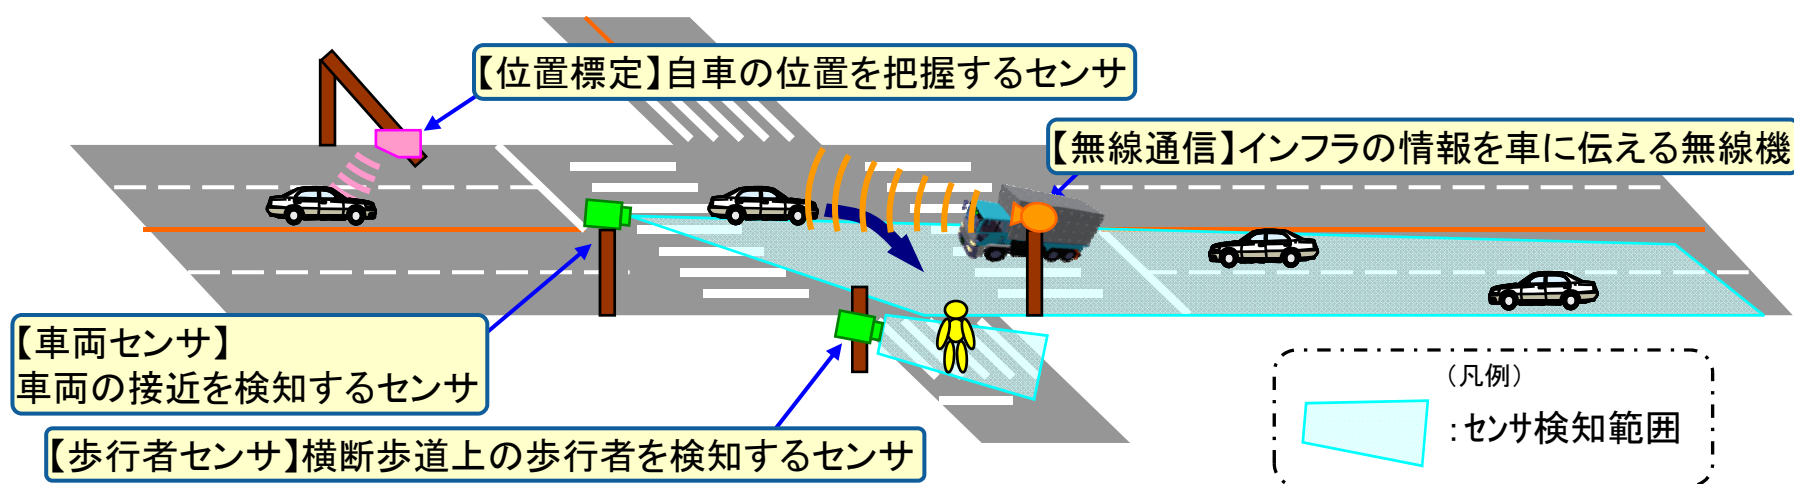 【位置標定】自車の位置を把握するセンサ
【無線通信】インフラの情報を車に伝える無線機
【車両センサ】
車両の接近を検知するセンサ
【歩行者センサ】横断歩道上の歩行者を検知するセンサ
（凡例）
：センサ検知範囲